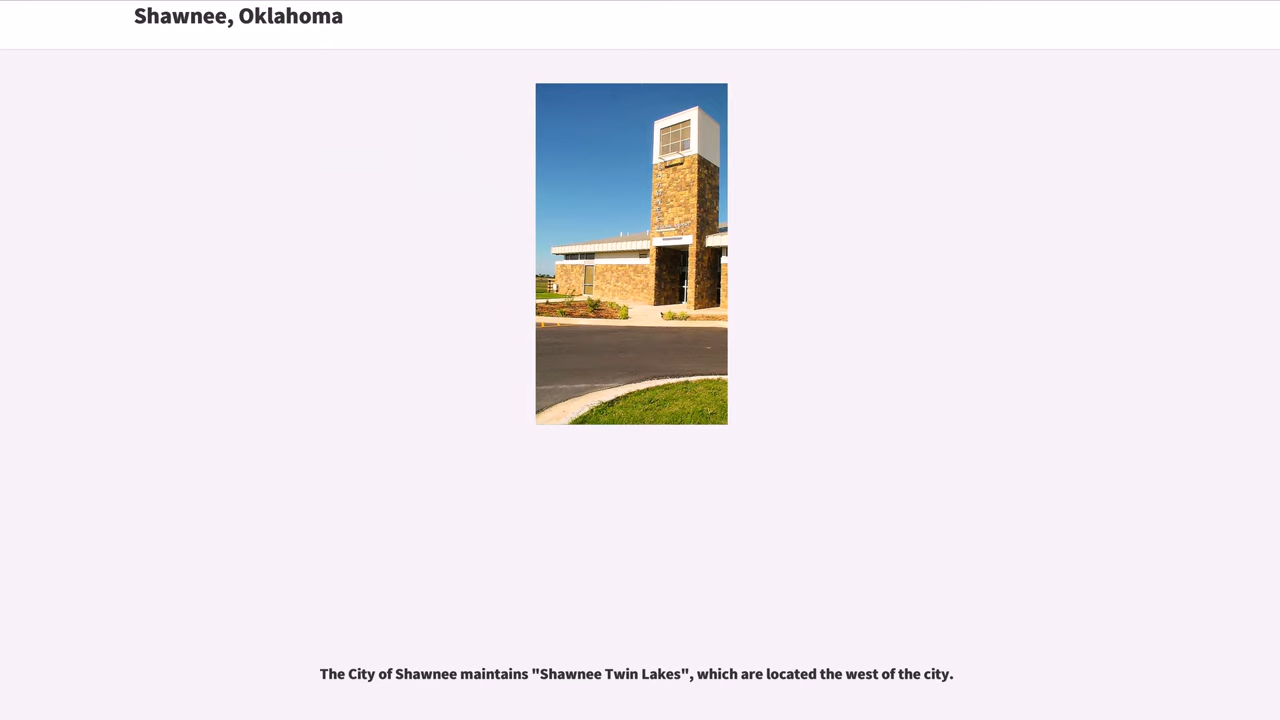 Shawnee, Oklahoma
The City of Shawnee maintains "Shawnee Twin Lakes", which are located the west of the city.